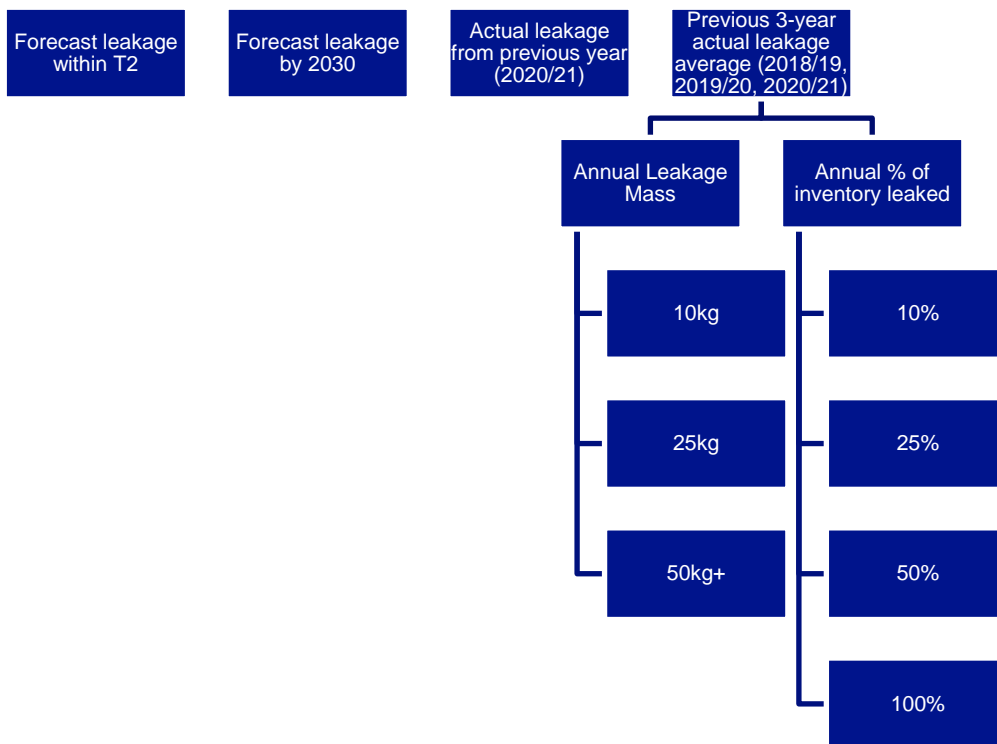 Forecast leakage
within T2
Forecast leakage
by 2030
Actual leakage
from previous year
(2020/21)
Previous 3-year
actual leakage
average (2018/19,
2019/20, 2020/21)
Annual Leakage
Mass
Annual % of
inventory leaked
10kg
10%
25kg
25%
50kg+
50%
100%